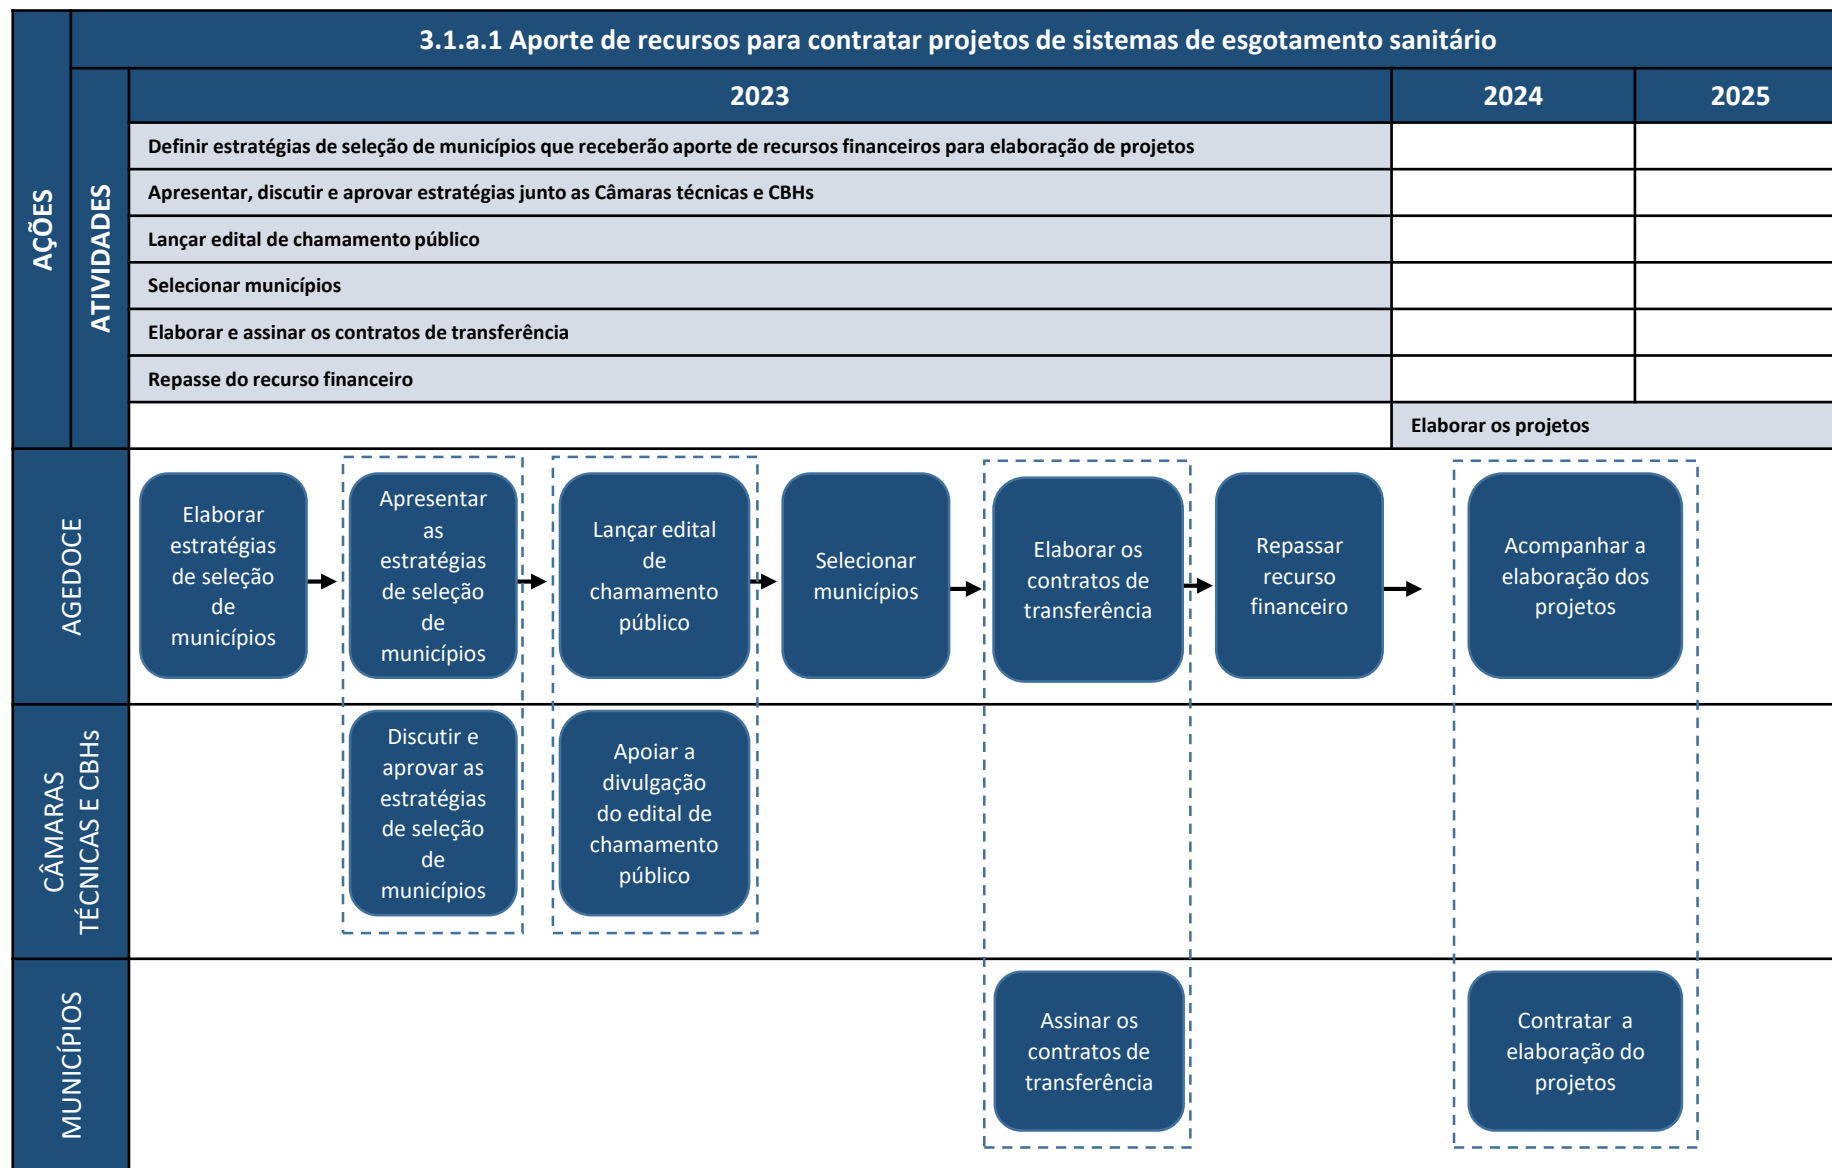 3.1.a.1 Aporte de recursos para contratar projetos de sistemas de esgotamento sanitário
AÇÕES
ATIVIDADES
2023
2024
2025
Definir estratégias de seleção de municípios que receberão aporte de recursos financeiros para elaboração de projetos
Apresentar, discutir e aprovar estratégias junto as Câmaras técnicas e CBHs
Lançar edital de chamamento público
Selecionar municípios
Elaborar e assinar os contratos de transferência
Repasse do recurso financeiro
Elaborar os projetos
AGEDOCE
Elaborar
estratégias
de seleção
de
municípios
Apresentar
as
estratégias
de seleção
de
municípios
Lançar edital
de
chamamento
público
Selecionar
municípios
Elaborar os
contratos de
transferência
Repassar
recurso
financeiro
Acompanhar a
elaboração dos
projetos
CÂMARAS
TÉCNICAS E CBHs
Discutir e
aprovar as
estratégias
de seleção
de
municípios
Apoiar a
divulgação
do edital de
chamamento
público
MUNICÍPIOS
Assinar os
contratos de
transferência
Contratar a
elaboração do
projetos